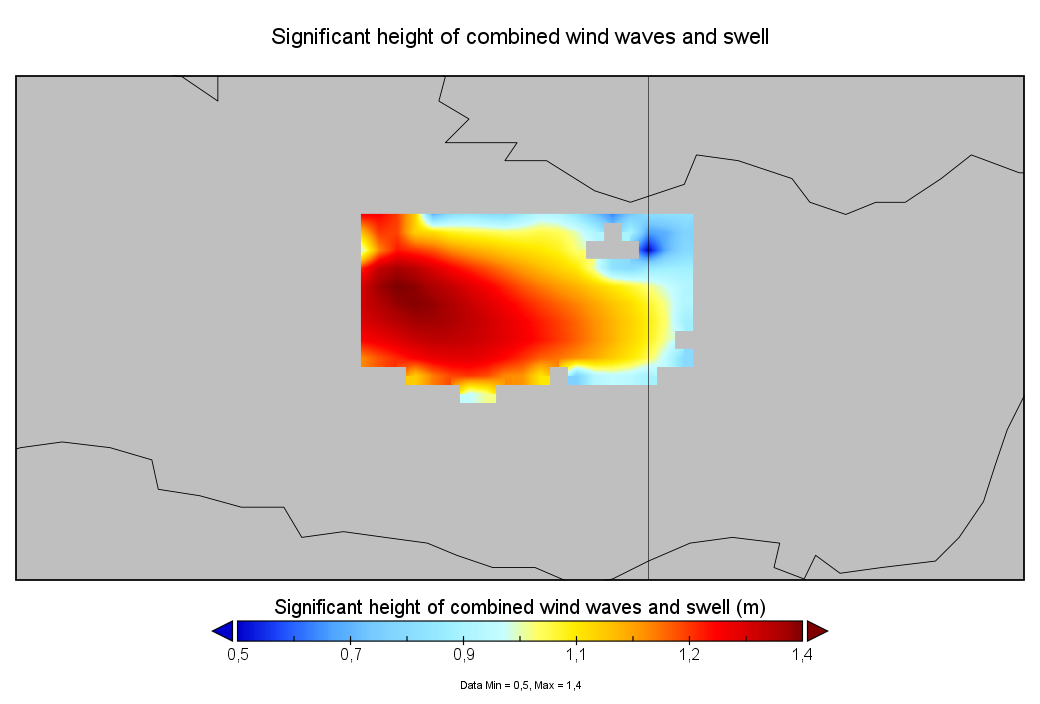 Significant height of combined wind waves and swell
Significant height of combined wind waves and swell (m)
0,5 0,7 0,9 1,1 1,2 1,4
Data Min = 0,5, Max = 1,4